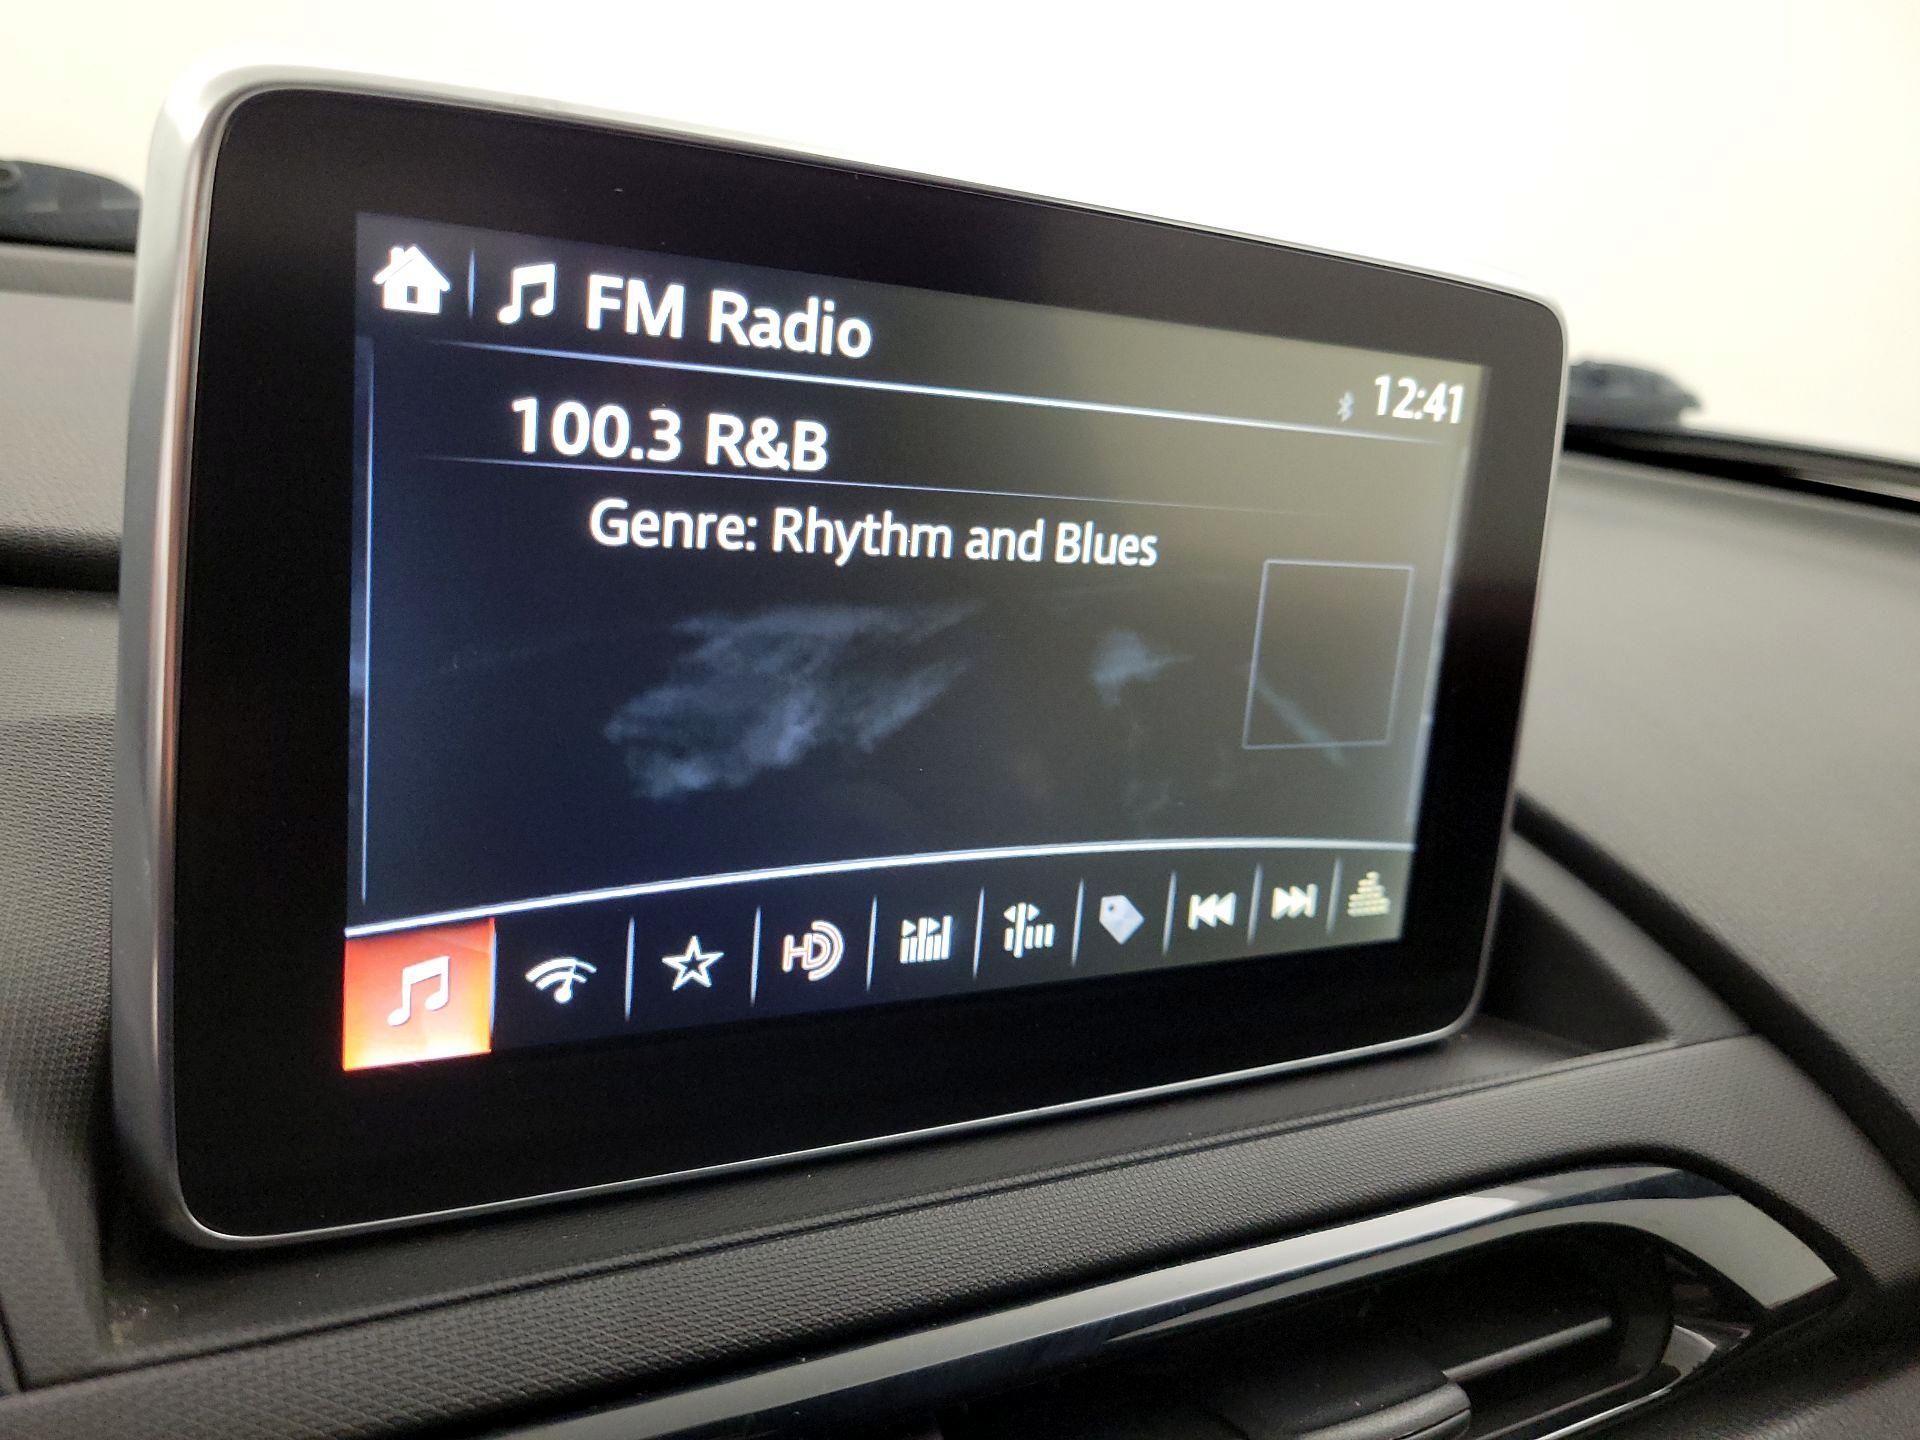 FM Radio
12:41
100.3 R&B
Genre: Rhythm and Blues
HD